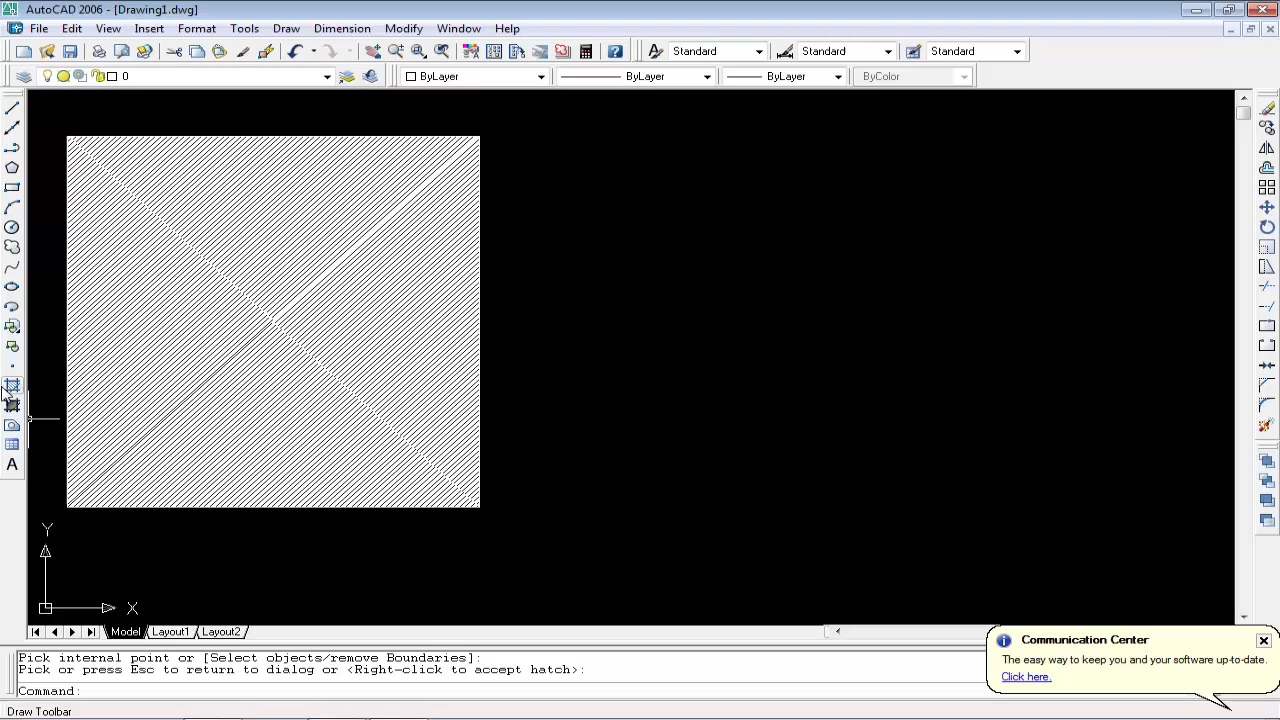 AutoCAD 2006 - [Drawing1.dwg]
File Edit View Insert Format Tools Draw Dimension Modify Window Help
Standard Standard Standard
0 ByLayer ByLayer ByLayer ByColor
A
Y
X
Model Layout1 Layout2
Communication Center
The easy way to keep you and your software up-to-date.
Click here.
Pick internal point or [Select objects/remove Boundaries]:
Pick or press Esc to return to dialog or <Right-click to accept hatch>:
Command:
Draw Toolbar